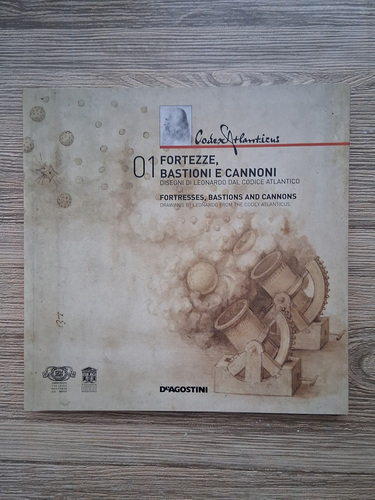 Codex Atlanticus
01 FORTEZZE,
BASTIONI E CANNONI
DISEGNI DI LEONARDO DAL CODICE ATLANTICO
FORTRESSES, BASTIONS AND CANNONS
DRAWINGS BY LEONARDO FROM THE CODEX ATLANTICUS
DeAGOSTINI